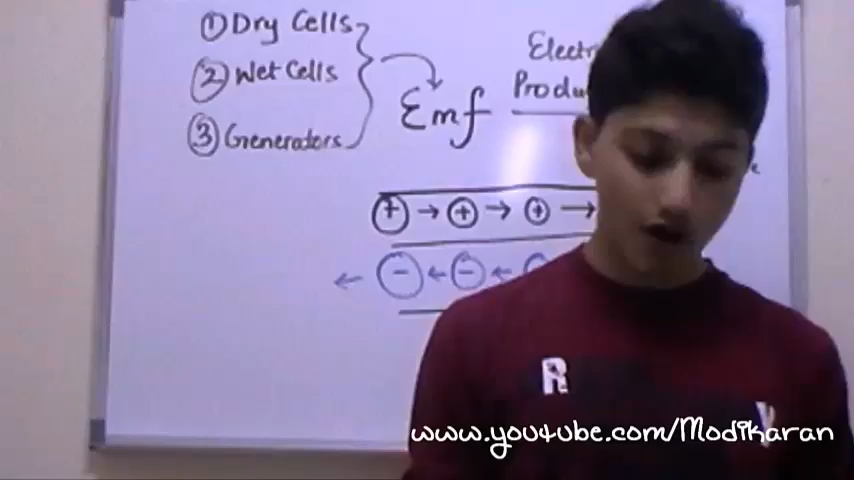 ① Dry Cells
② Wet Cells
③ Generators
Emf
+ → + → + →
← - ← - ←
R
www.youtube.com/Modikaran